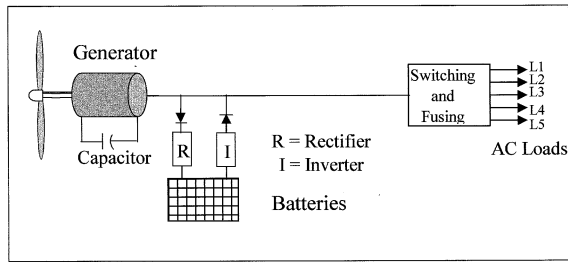 Generator
Capacitor
R
I
R = Rectifier
I = Inverter
Batteries
Switching
and
Fusing
L1
L2
L3
L4
L5
AC Loads